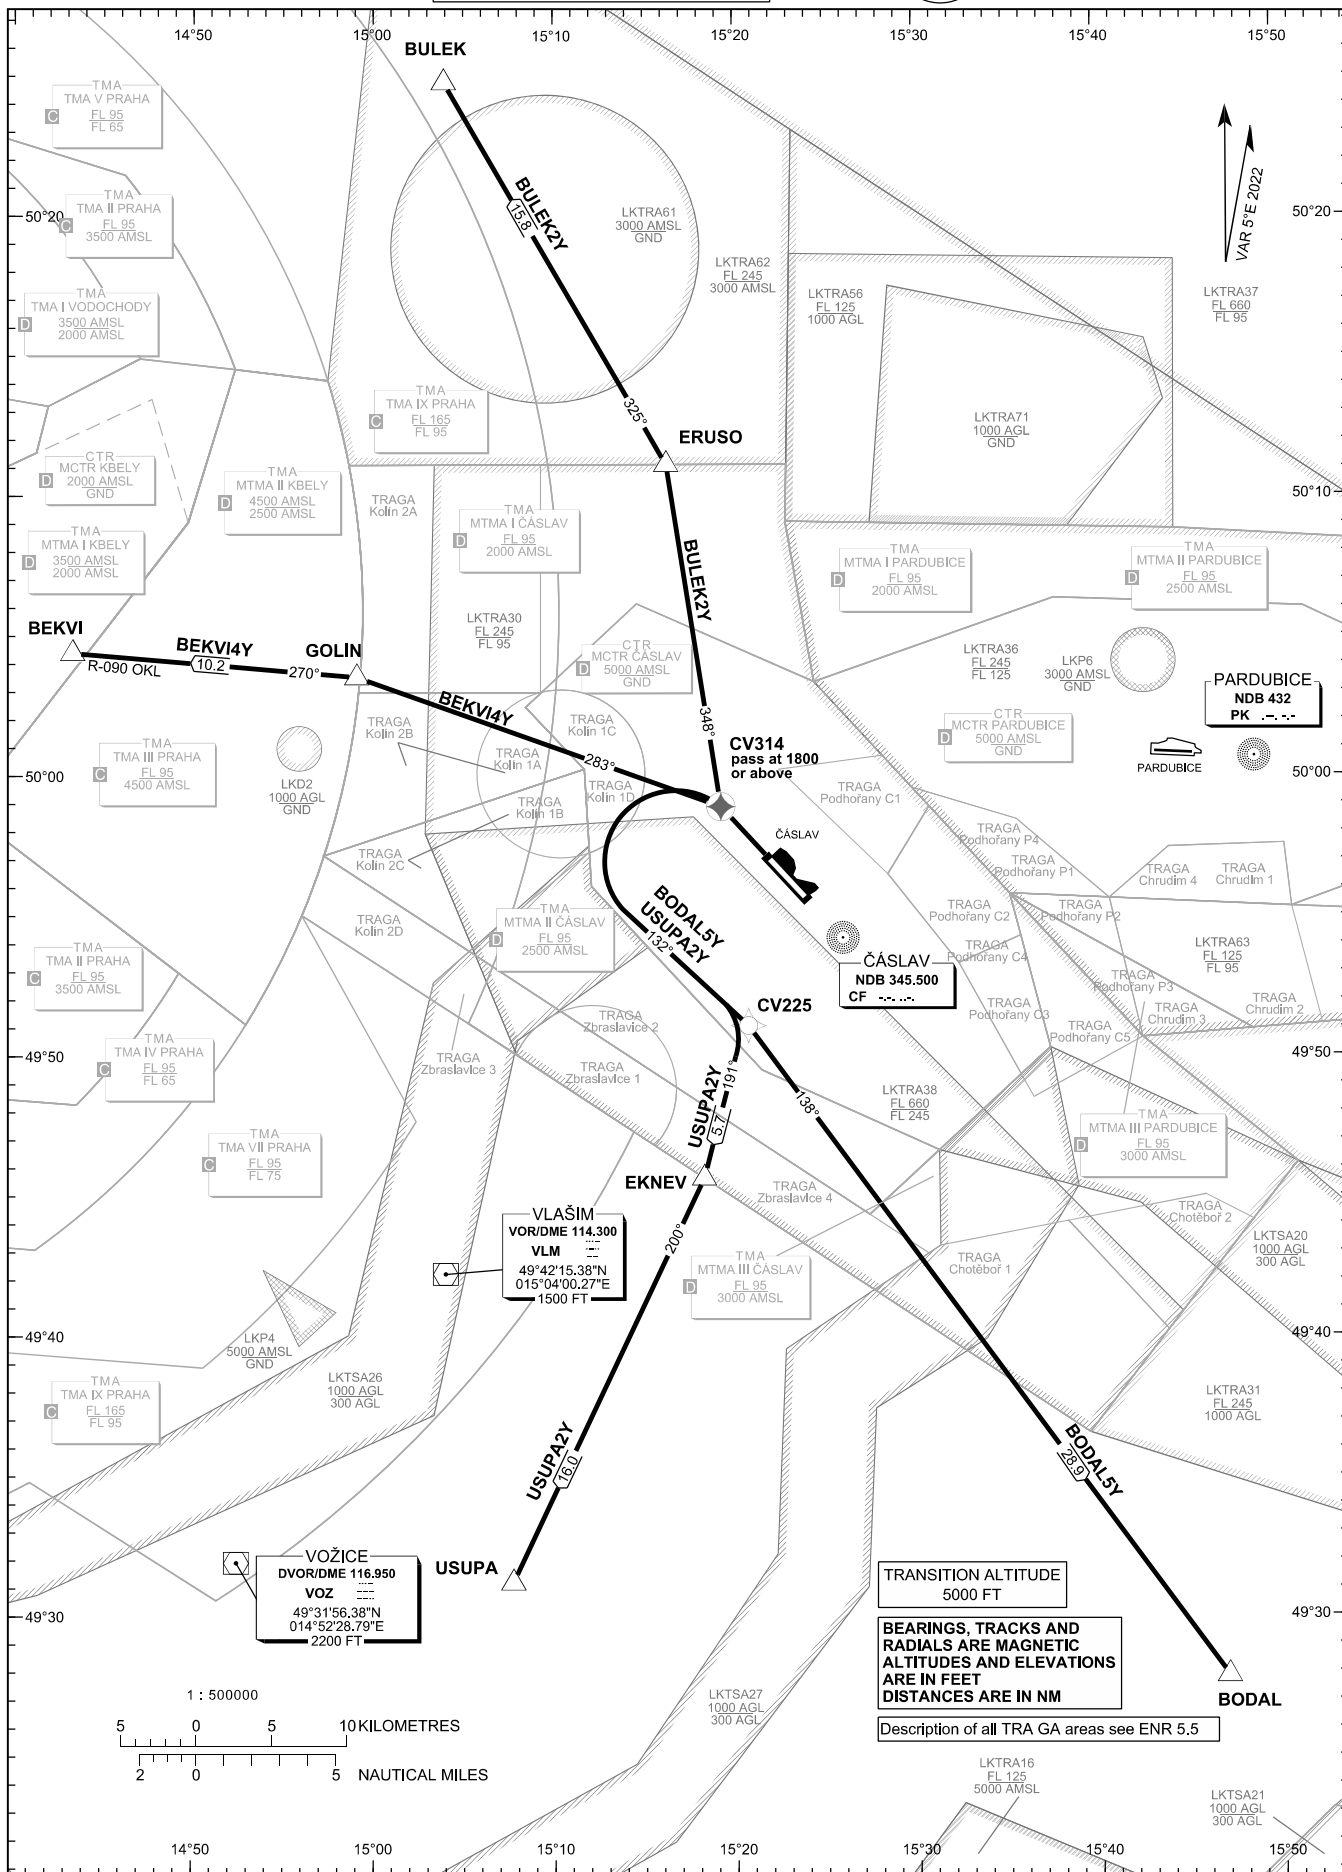 14°50'
15°00'
15°10'
15°20'
15°30'
15°40'
15°50'
BULEK
TMA
TMA V PRAHA
C
FL 95
FL 65
TMA
TMA II PRAHA
C
FL 95
3500 AMSL
50°20'
50°20'
BULEK2Y
15.8
LKTRA61
3000 AMSL
GND
LKTRA62
FL 245
3000 AMSL
LKTRA56
FL 125
1000 AGL
LKTRA37
FL 660
FL 95
VAR 5°E 2022
TMA
TMA I VODOCHODY
D
3500 AMSL
2000 AMSL
TMA
TMA IX PRAHA
C
FL 165
FL 95
325°
ERUSO
LKTRA71
1000 AGL
GND
CTR
MCTR KBELY
D
2000 AMSL
GND
TMA
MTMA II KBELY
D
4500 AMSL
2500 AMSL
TRAGA
Kolín 2A
50°10'
TMA
MTMA I ČÁSLAV
D
FL 95
2000 AMSL
TMA
MTMA I KBELY
D
3500 AMSL
2000 AMSL
BULEK2Y
TMA
MTMA I PARDUBICE
D
FL 95
2000 AMSL
TMA
MTMA II PARDUBICE
D
FL 95
2500 AMSL
BEKVI
BEKVI4Y
R-090 OKL
10.2
270°
GOLIN
LKTRA30
FL 245
FL 95
CTR
MCTR ČÁSLAV
D
5000 AMSL
GND
LKTRA36
FL 245
FL 125
LKP6
3000 AMSL
GND
PARDUBICE
NDB 432
PK .--. -.-
BEKVI4Y
283°
348°
TRAGA
Kolín 2B
TRAGA
Kolín 1C
TRAGA
Kolín 1A
TRAGA
Kolín 1D
TRAGA
Kolín 1B
CTR
MCTR PARDUBICE
D
5000 AMSL
GND
PARDUBICE
CV314
pass at 1800
or above
TMA
TMA III PRAHA
C
FL 95
4500 AMSL
50°00'
50°00'
LKD2
1000 AGL
GND
TRAGA
Podhořany C1
TRAGA
Kolín 2C
ČÁSLAV
TRAGA
Podhořany P4
TRAGA
Podhořany P1
TRAGA
Chrudim 4
TRAGA
Chrudim 1
TRAGA
Kolín 2D
TMA
MTMA II ČÁSLAV
D
FL 95
2500 AMSL
BODAL5Y
USUPA2Y
132°
TRAGA
Podhořany C2
TRAGA
Podhořany P2
TRAGA
Podhořany C4
LKTRA63
FL 125
FL 95
TMA
TMA II PRAHA
C
FL 95
3500 AMSL
ČÁSLAV
NDB 345.500
CF -.-. ..-.
TRAGA
Podhořany P3
TRAGA
Podhořany C3
TRAGA
Chrudim 3
TRAGA
Chrudim 2
TRAGA
Podhořany C5
CV225
TRAGA
Zbraslavice 2
TRAGA
Zbraslavice 3
TRAGA
Zbraslavice 1
49°50'
49°50'
TMA
TMA IV PRAHA
C
FL 95
FL 65
191°
USUPA2Y
5.7
138°
LKTRA38
FL 660
FL 245
TMA
MTMA III PARDUBICE
D
FL 95
3000 AMSL
TMA
TMA VII PRAHA
C
FL 95
FL 75
EKNEV
TRAGA
Zbraslavice 4
TRAGA
Chotěboř 2
VLAŠIM
VOR/DME 114.300
VLM
49°42'15.38"N
015°04'00.27"E
1500 FT
200°
TMA
MTMA III ČÁSLAV
D
FL 95
3000 AMSL
TRAGA
Chotěboř 1
LKTSA20
1000 AGL
300 AGL
49°40'
49°40'
LKP4
5000 AMSL
GND
LKTSA26
1000 AGL
300 AGL
TMA
TMA IX PRAHA
C
FL 165
FL 95
LKTRA31
FL 245
1000 AGL
USUPA2Y
16.0
BODAL5Y
28.9
USUPA
VOŽICE
DVOR/DME 116.950
VOZ
49°31'56.38"N
014°52'28.79"E
2200 FT
49°30'
49°30'
TRANSITION ALTITUDE
5000 FT
BEARINGS, TRACKS AND
RADIALS ARE MAGNETIC
ALTITUDES AND ELEVATIONS
ARE IN FEET
DISTANCES ARE IN NM
BODAL
Description of all TRA GA areas see ENR 5.5
LKTSA27
1000 AGL
300 AGL
1 : 500000
5 0 5 10 KILOMETRES
2 0 5 NAUTICAL MILES
LKTRA16
FL 125
5000 AMSL
LKTSA21
1000 AGL
300 AGL
14°50'
15°00'
15°10'
15°20'
15°30'
15°40'
15°50'